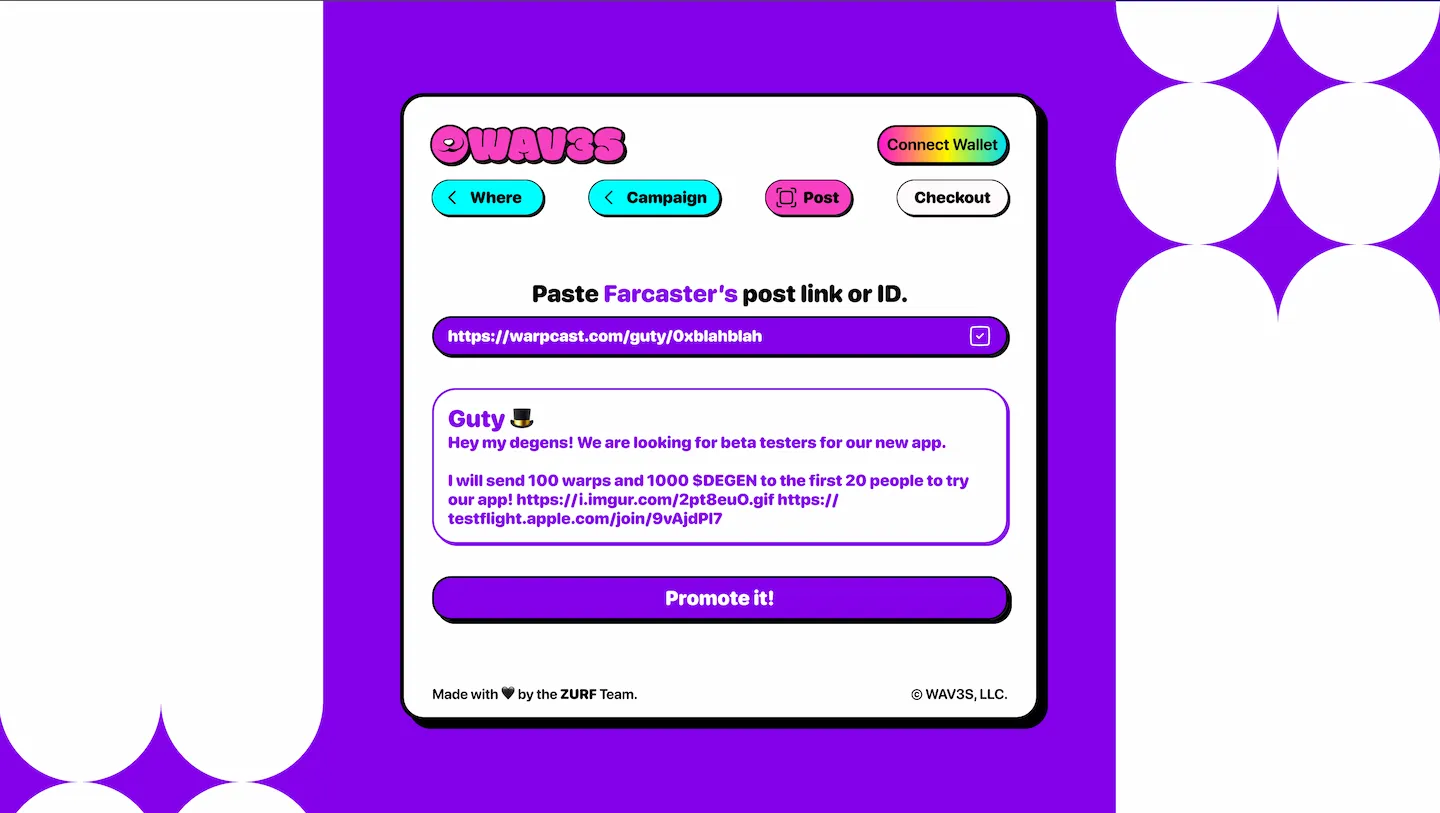 WAV3S
Connect Wallet
Where
Campaign
Post
Checkout
Paste Farcaster's post link or ID.
https://warpcast.com/guty/0xblahblah
Guty 🎩
Hey my degens! We are looking for beta testers for our new app.
I will send 100 warps and 1000 $DEGEN to the first 20 people to try
our app! https://i.imgur.com/2pt8euO.gif https://
testflight.apple.com/join/9vAjdPI7
Promote it!
Made with 🖤 by the ZURF Team.
© WAV3S, LLC.